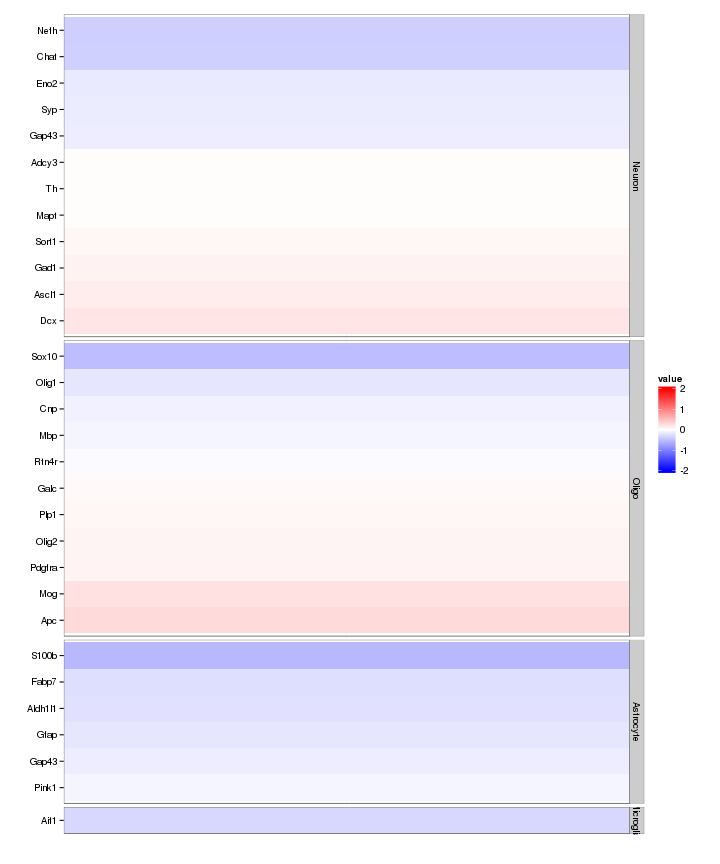 Nefh
Chat
Eno2
Syp
Gap43
Adcy3
Th
Mapt
Sort1
Gad1
Ascl1
Dcx
Neuron
Sox10
Olig1
Cnp
Mbp
Rtn4r
Galc
Plp1
Olig2
Pdgfra
Mog
Apc
Oligo
S100b
Fabp7
Aldh1l1
Gfap
Gap43
Pink1
Astrocyte
Aif1
value
2
1
0
-1
-2